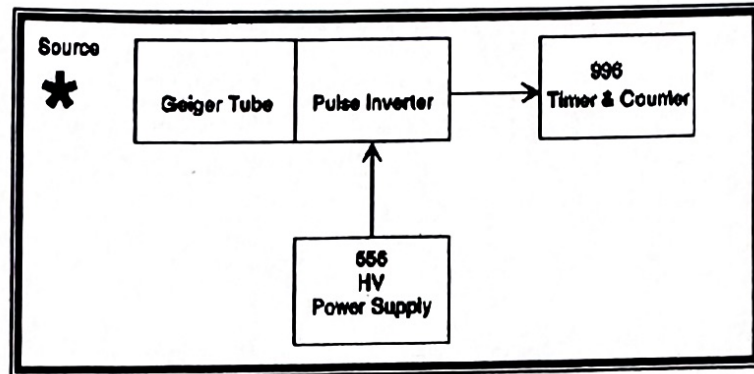 Source
Geiger Tube
Pulse Inverter
996
Timer & Counter
556
HV
Power Supply